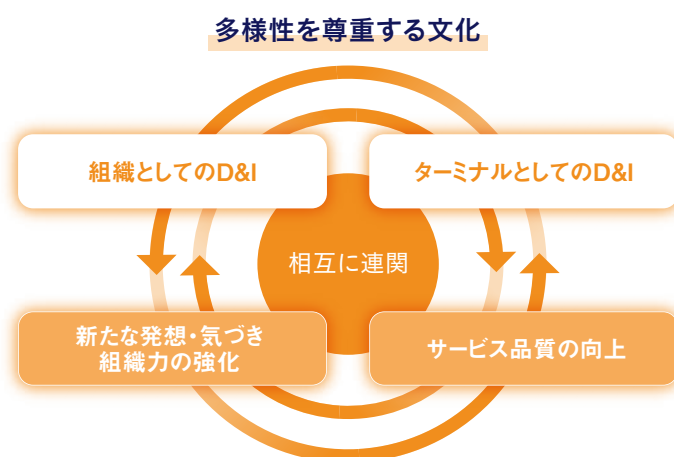 多様性を尊重する文化
組織としてのD&I
ターミナルとしてのD&I
相互に連関
新たな発想・気づき
組織力の強化
サービス品質の向上